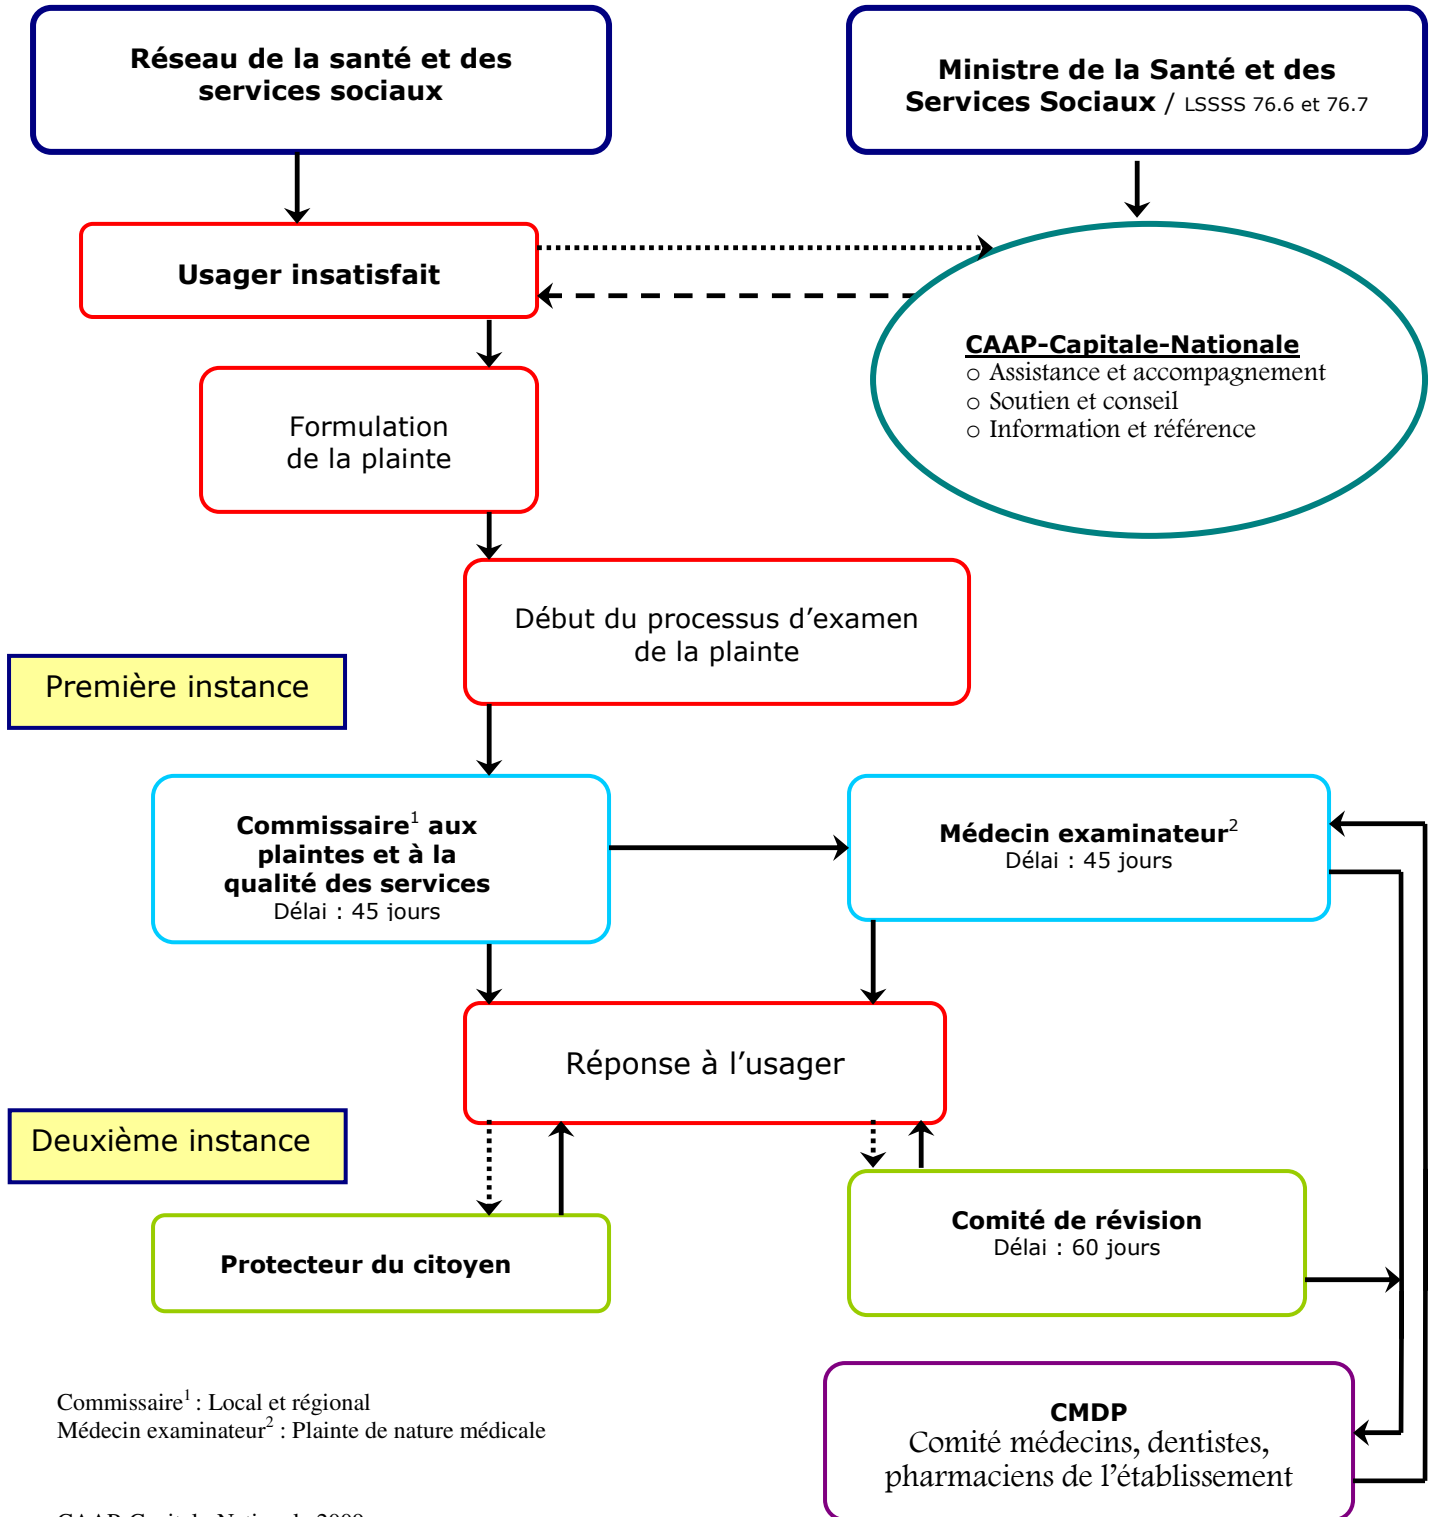 Réseau de la santé et des
services sociaux
Ministre de la Santé et des
Services Sociaux / LSSSS 76.6 et 76.7
Usager insatisfait
CAAP-Capitale-Nationale
o Assistance et accompagnement
o Soutien et conseil
o Information et référence
Formulation
de la plainte
Début du processus d’examen
de la plainte
Première instance
Commissaire1 aux
plaintes et à la
qualité des services
Délai : 45 jours
Médecin examinateur2
Délai : 45 jours
Réponse à l’usager
Deuxième instance
Protecteur du citoyen
Comité de révision
Délai : 60 jours
Commissaire1 : Local et régional
Médecin examinateur2 : Plainte de nature médicale
CMDP
Comité médecins, dentistes,
pharmaciens de l’établissement
CAAP-Capitale-Nationale 2009